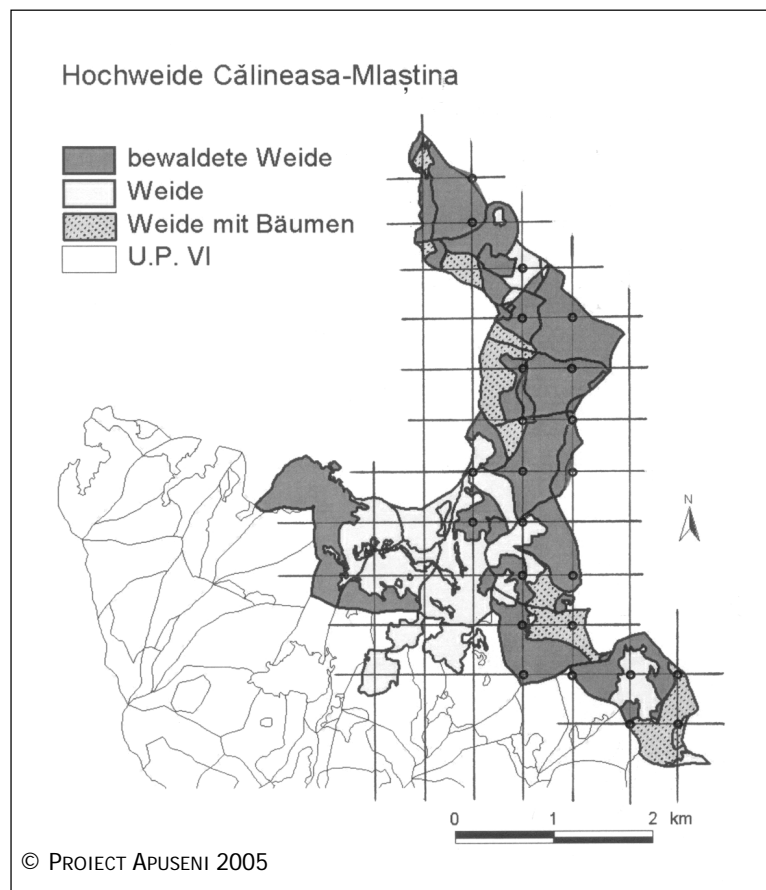 Hochweide Călineasa-Mlaștina
bewaldete Weide
Weide
Weide mit Bäumen
U.P. VI
N
0 1 2 km
© PROIECT APUSENI 2005